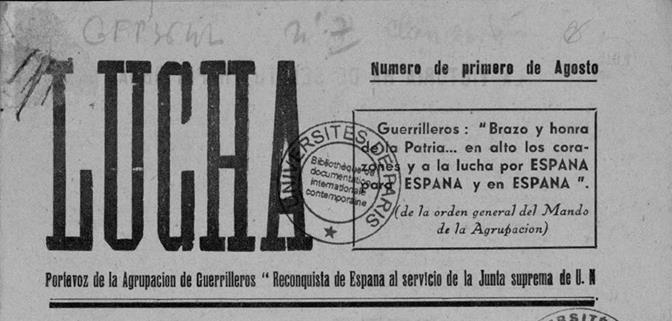 LUCHA
Numero de primero de Agosto
Guerrilleros : " Brazo y honra
de la Patria... en alto los cora-
zones y a la lucha por ESPANA
para ESPANA y en ESPANA ".
(de la orden general del Mando
de la Agrupacion)
UNIVERSITÉS DE PARIS
Bibliothèque de
documentation
internationale
contemporaine
Portavoz de la Agrupacion de Guerrilleros " Reconquista de Espana al servicio de la Junta suprema de U. N